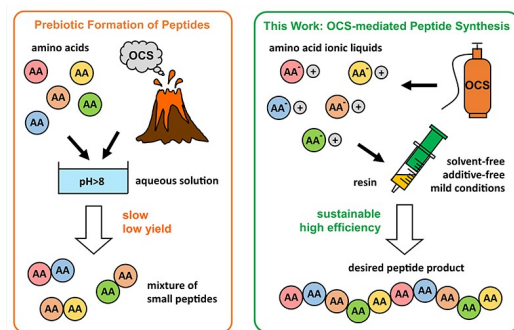 Prebiotic Formation of Peptides
amino acids
OCS
AA
AA
AA
AA
AA
AA
pH>8
aqueous solution
slow
low yield
AA AA
AA AA
AA AA
mixture of
small peptides
This Work: OCS-mediated Peptide Synthesis
amino acid ionic liquids
AA- +
AA- +
AA- +
AA- +
AA- +
OCS
resin
solvent-free
additive-free
mild conditions
sustainable
high efficiency
desired peptide product
AA AA AA AA AA AA AA AA AA AA